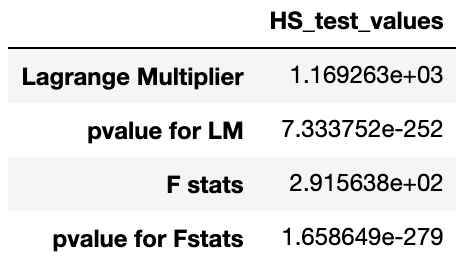 HS_test_values
Lagrange Multiplier 1.169263e+03
pvalue for LM 7.333752e-252
F stats 2.915638e+02
pvalue for Fstats 1.658649e-279